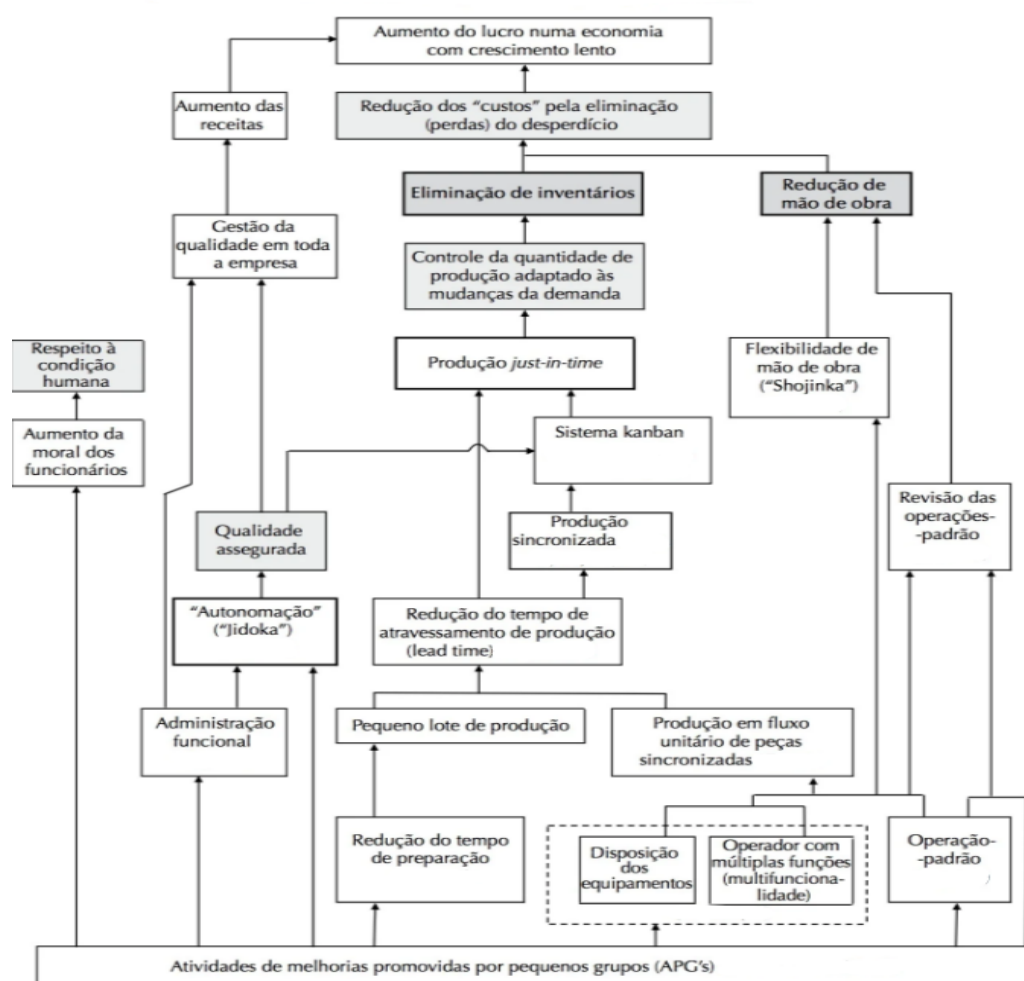 Aumento do lucro numa economia
com crescimento lento
Aumento das
receitas
Redução dos “custos” pela eliminação
(perdas) do desperdício
Eliminação de inventários
Redução de
mão de obra
Gestão da
qualidade em toda
a empresa
Controle da quantidade de
produção adaptado às
mudanças da demanda
Respeito à
condição
humana
Produção just-in-time
Flexibilidade de
mão de obra
(“Shojinka”)
Aumento da
moral dos
funcionários
Sistema kanban
Revisão das
operações-
-padrão
Qualidade
assegurada
Produção
sincronizada
“Autonomação”
(“Jidoka”)
Redução do tempo de
atravessamento de produção
(lead time)
Administração
funcional
Pequeno lote de produção
Produção em fluxo
unitário de peças
sincronizadas
Redução do tempo
de preparação
Disposição
dos
equipamentos
Operador com
múltiplas funções
(multifunciona-
lidade)
Operação-
-padrão
Atividades de melhorias promovidas por pequenos grupos (APG’s)